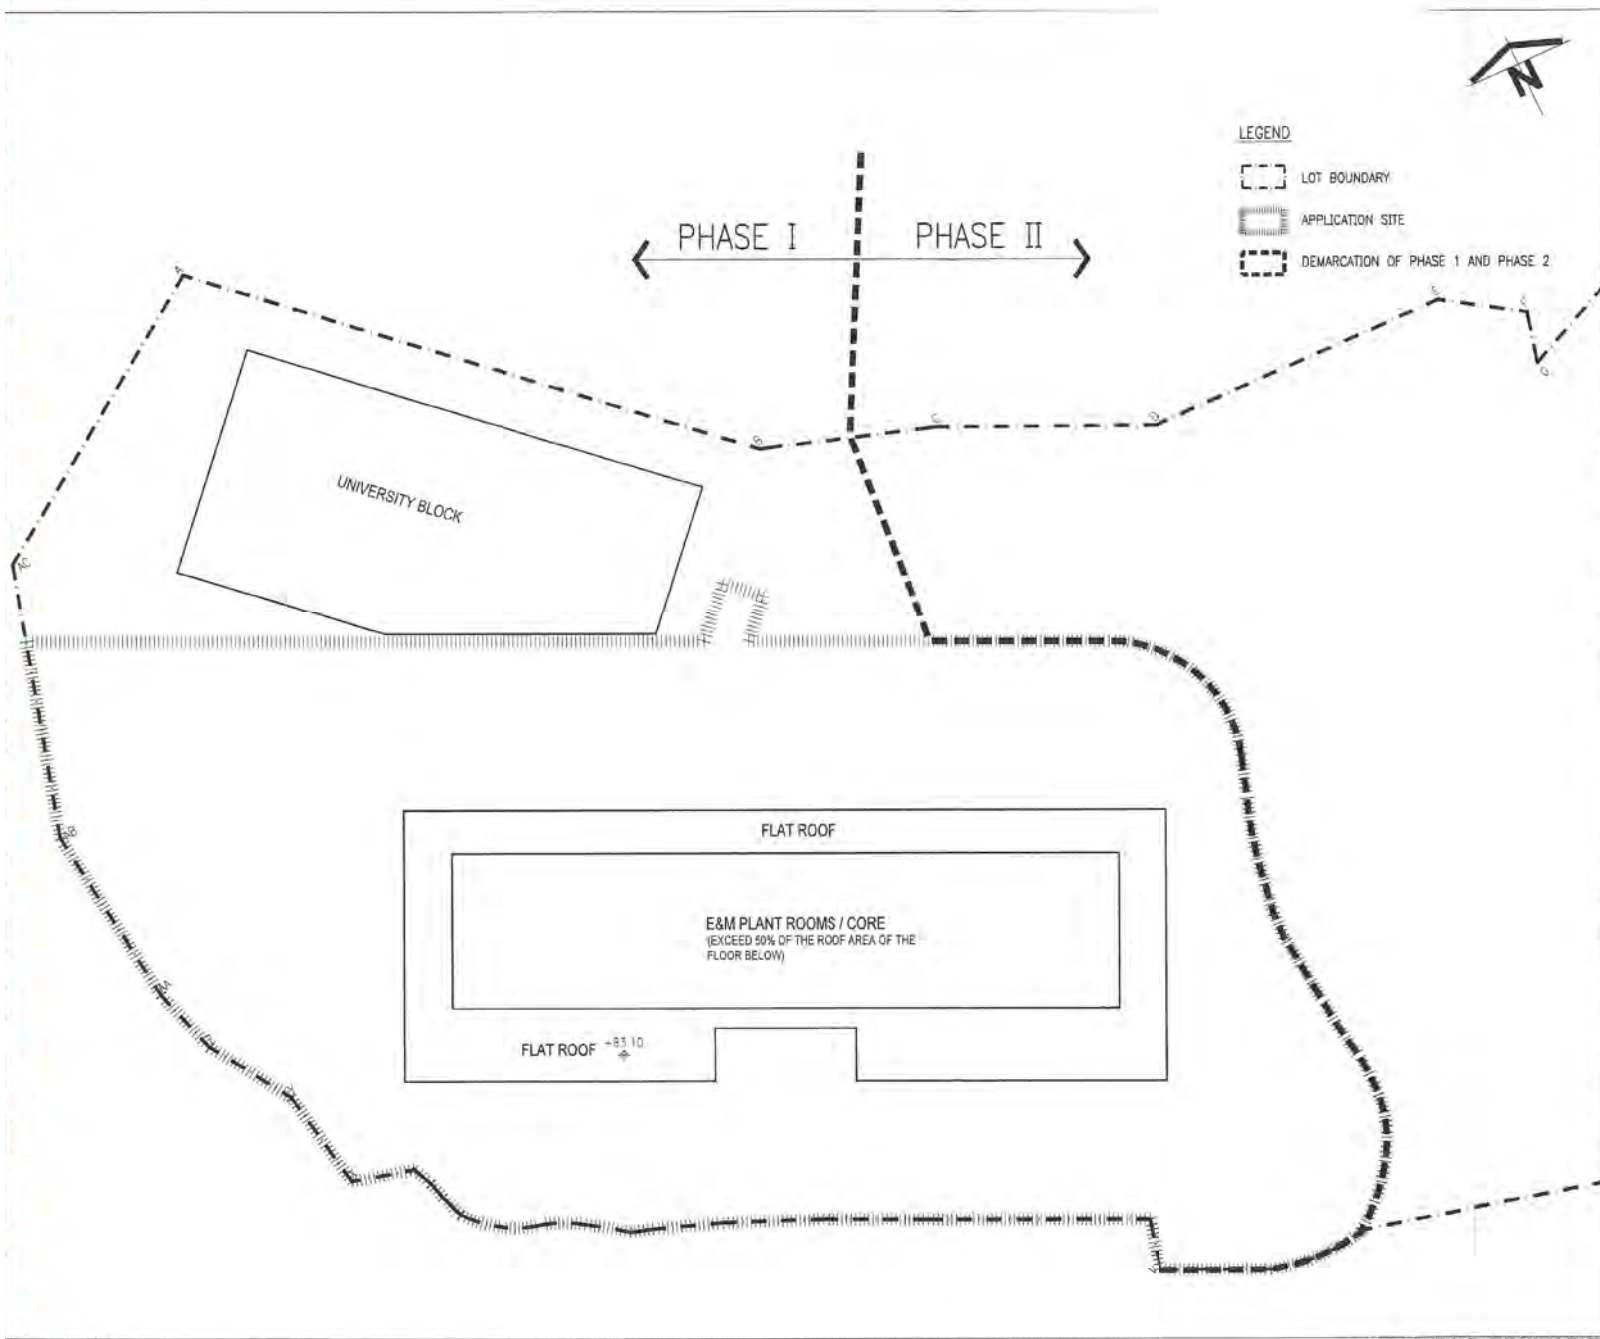 N
LEGEND
LOT BOUNDARY
APPLICATION SITE
DEMARCATION OF PHASE 1 AND PHASE 2
PHASE I
PHASE II
A
B
C
D
E
F
G
AC
UNIVERSITY BLOCK
FLAT ROOF
E&M PLANT ROOMS / CORE
(EXCEED 50% OF THE ROOF AREA OF THE
FLOOR BELOW)
FLAT ROOF +83.10